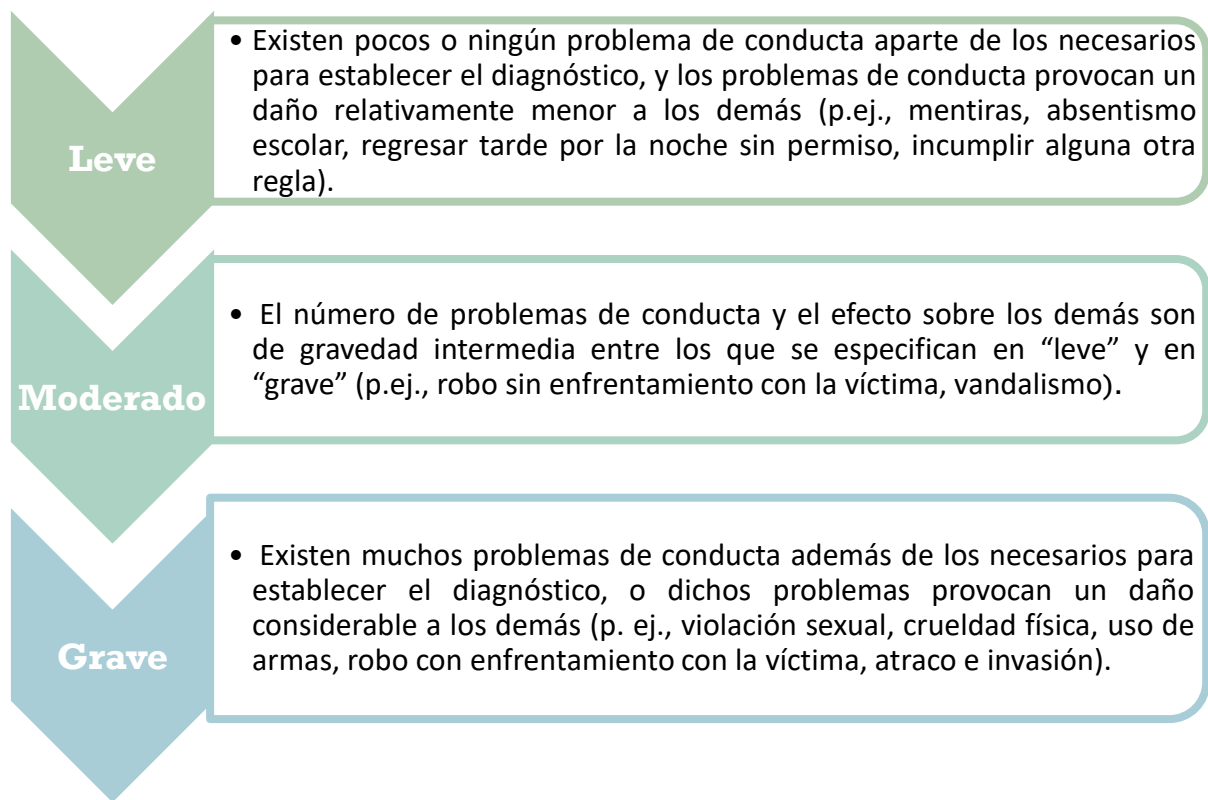 Leve
• Existen pocos o ningún problema de conducta aparte de los necesarios
para establecer el diagnóstico, y los problemas de conducta provocan un
daño relativamente menor a los demás (p.ej., mentiras, absentismo
escolar, regresar tarde por la noche sin permiso, incumplir alguna otra
regla).
Moderado
• El número de problemas de conducta y el efecto sobre los demás son
de gravedad intermedia entre los que se especifican en “leve” y en
“grave” (p.ej., robo sin enfrentamiento con la víctima, vandalismo).
Grave
• Existen muchos problemas de conducta además de los necesarios para
establecer el diagnóstico, o dichos problemas provocan un daño
considerable a los demás (p. ej., violación sexual, crueldad física, uso de
armas, robo con enfrentamiento con la víctima, atraco e invasión).